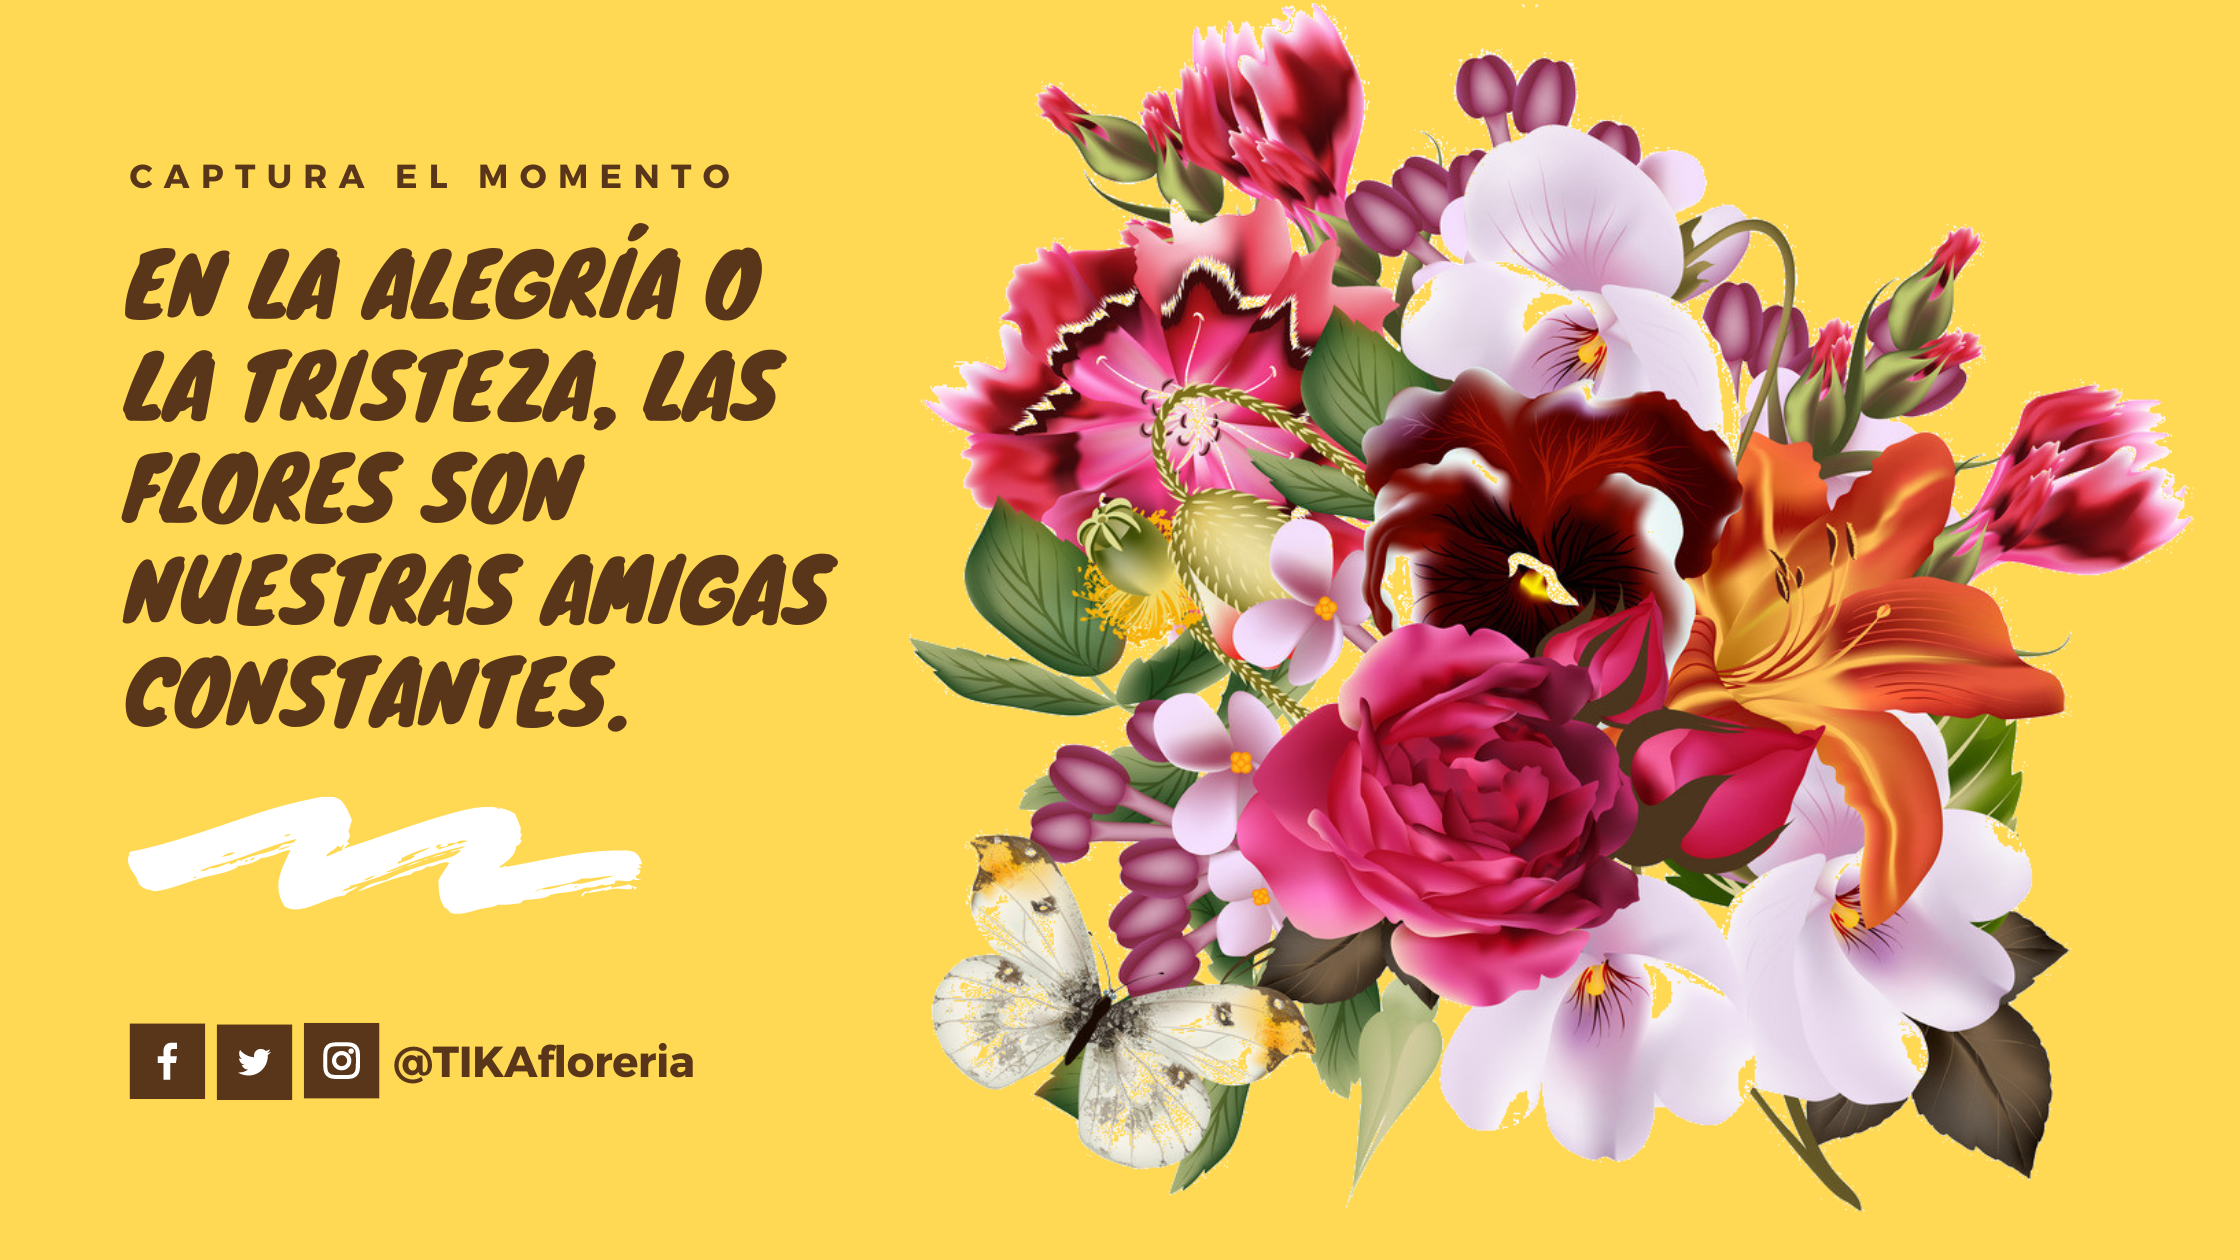 CAPTURA EL MOMENTO
EN LA ALEGRÍA O
LA TRISTEZA, LAS
FLORES SON
NUESTRAS AMIGAS
CONSTANTES.
@TIKAfloreria